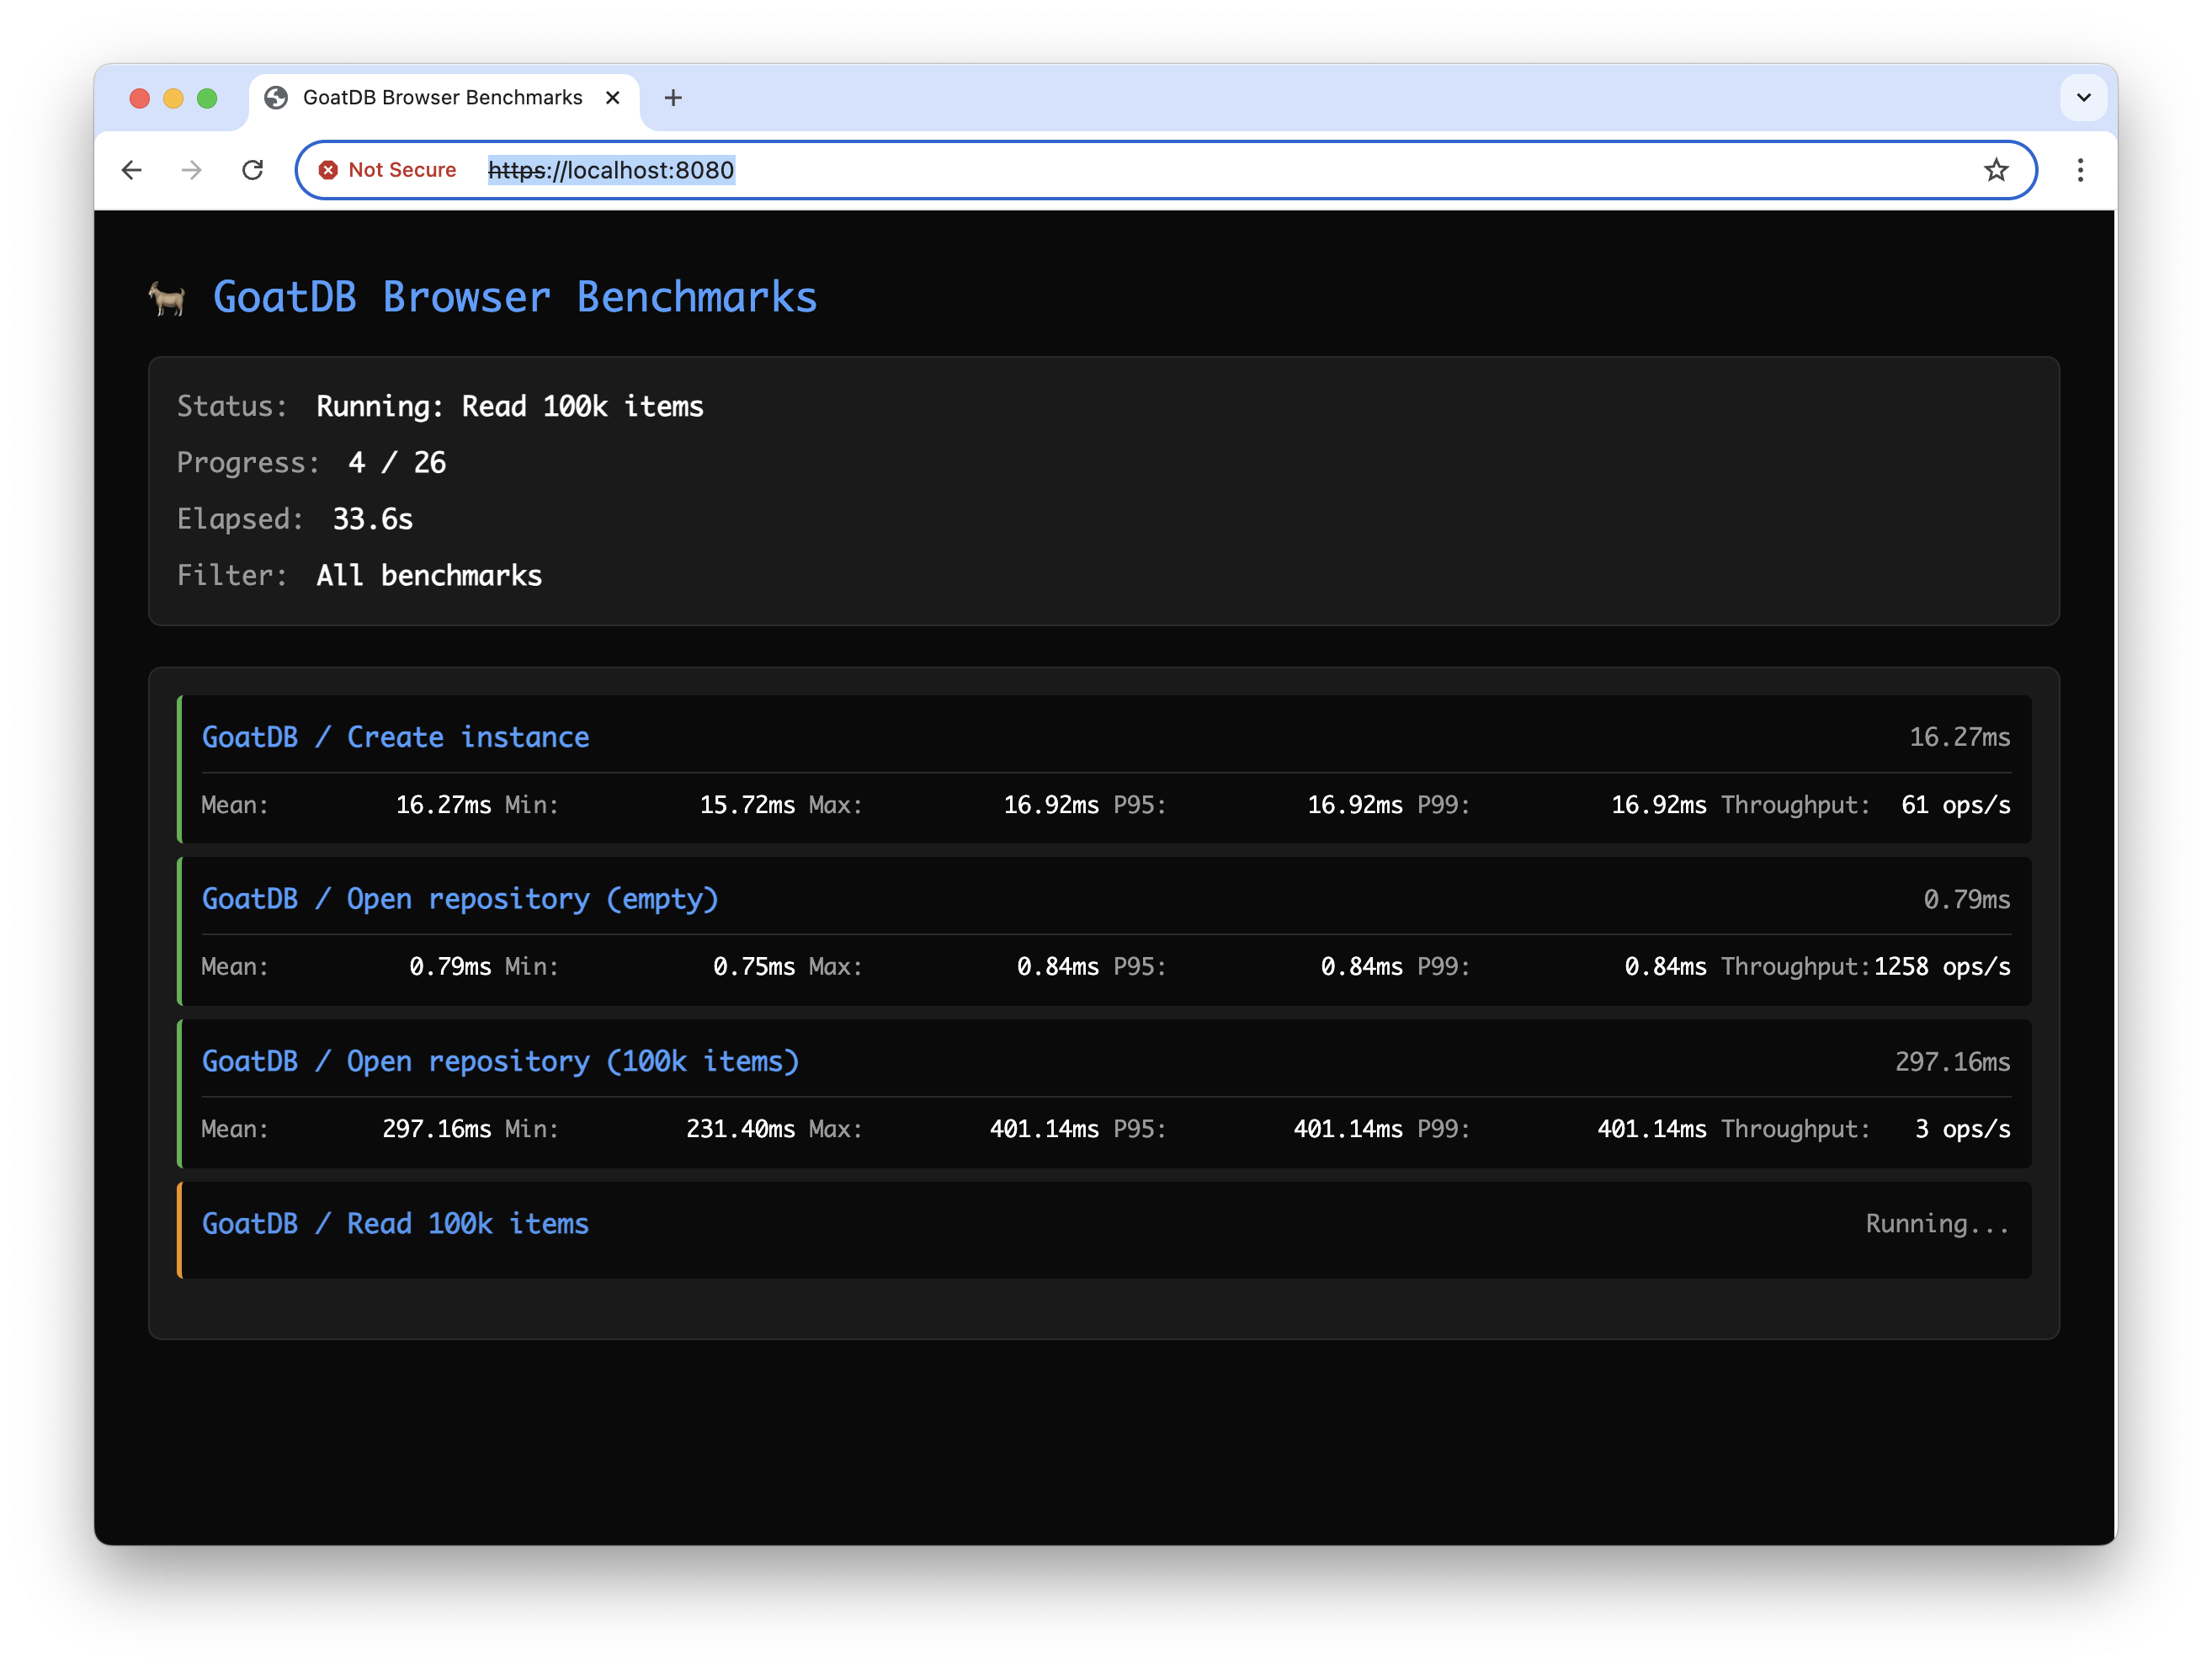 GoatDB Browser Benchmarks
Not Secure https://localhost:8080
GoatDB Browser Benchmarks
Status: Running: Read 100k items
Progress: 4 / 26
Elapsed: 33.6s
Filter: All benchmarks
GoatDB / Create instance 16.27ms
Mean: 16.27ms Min: 15.72ms Max: 16.92ms P95: 16.92ms P99: 16.92ms Throughput: 61 ops/s
GoatDB / Open repository (empty) 0.79ms
Mean: 0.79ms Min: 0.75ms Max: 0.84ms P95: 0.84ms P99: 0.84ms Throughput: 1258 ops/s
GoatDB / Open repository (100k items) 297.16ms
Mean: 297.16ms Min: 231.40ms Max: 401.14ms P95: 401.14ms P99: 401.14ms Throughput: 3 ops/s
GoatDB / Read 100k items Running...